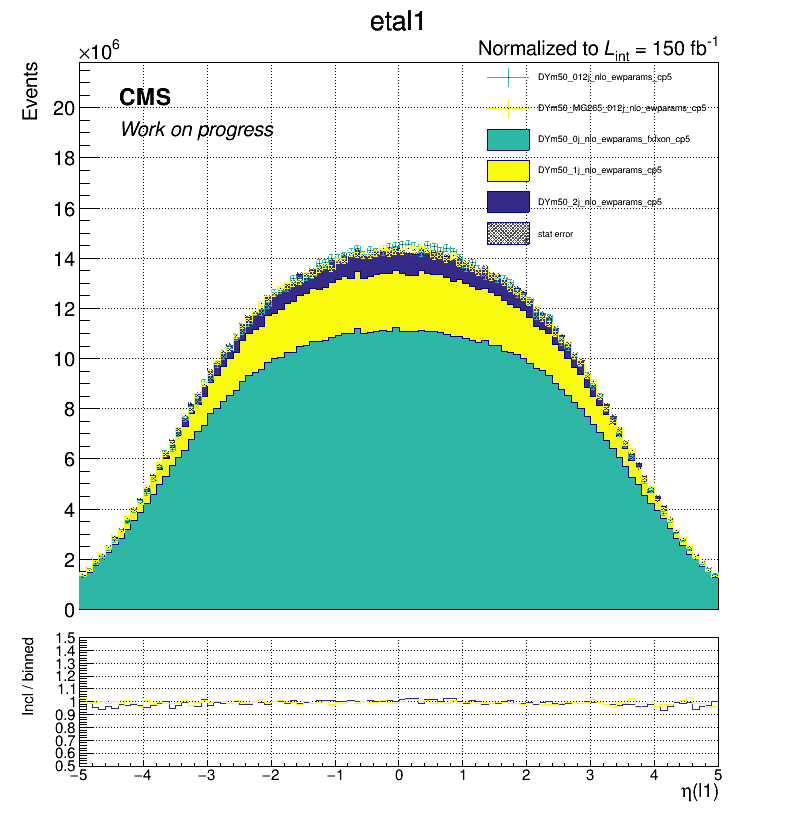 etal1
×10⁶
Normalized to L_int = 150 fb⁻¹
Events
CMS
Work on progress
DYm50_012j_nlo_ewparams_cp5
DYm50_MG265_012j_nlo_ewparams_cp5
DYm50_0j_nlo_ewparams_fxfxon_cp5
DYm50_1j_nlo_ewparams_cp5
DYm50_2j_nlo_ewparams_cp5
stat error
20
18
16
14
12
10
8
6
4
2
0
Incl / binned
1.5
1.4
1.3
1.2
1.1
1
0.9
0.8
0.7
0.6
0.5
−5 −4 −3 −2 −1 0 1 2 3 4 5
η(l1)